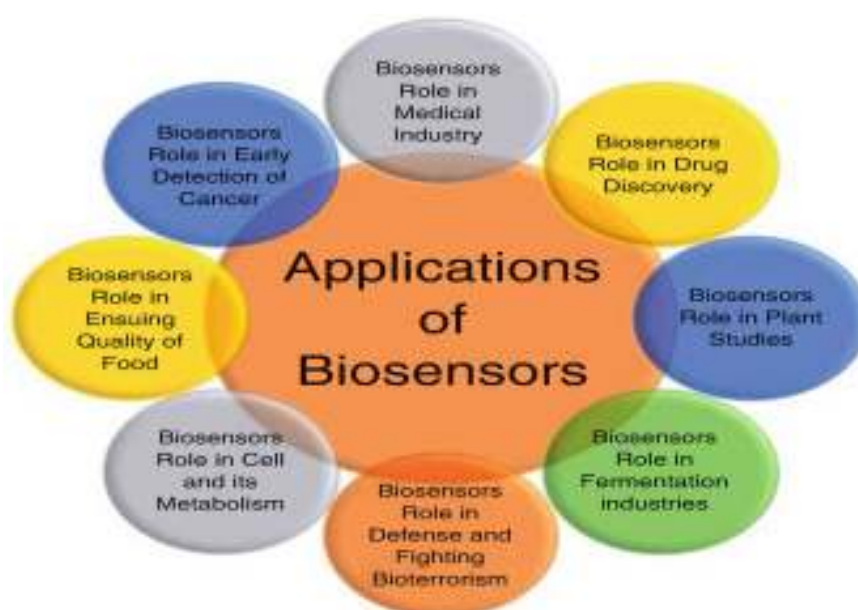 Biosensors
Role in
Medical
Industry
Biosensors
Role in Drug
Discovery
Biosensors
Role in Plant
Studies
Biosensors
Role in
Fermentation
industries
Biosensors
Role in
Defense and
Fighting
Bioterrorism
Biosensors
Role in Cell
and its
Metabolism
Biosensors
Role in
Ensuing
Quality of
Food
Biosensors
Role in Early
Detection of
Cancer
Applications
of
Biosensors